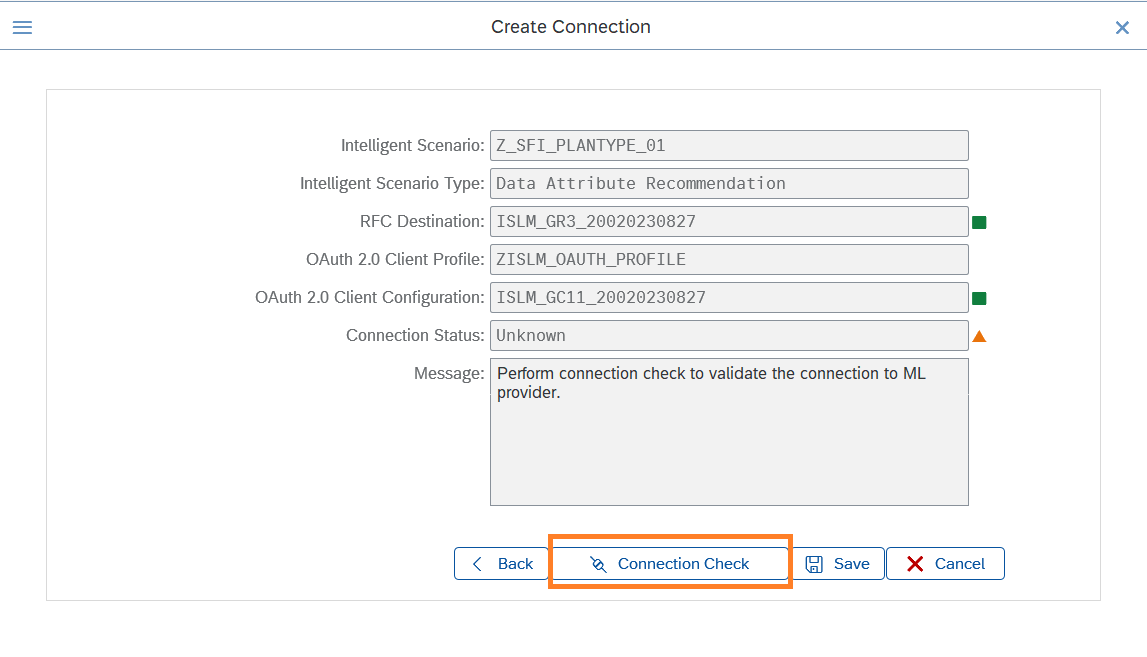 Create Connection
Intelligent Scenario: Z_SFI_PLANTYPE_01
Intelligent Scenario Type: Data Attribute Recommendation
RFC Destination: ISLM_GR3_20020230827
OAuth 2.0 Client Profile: ZISLM_OAUTH_PROFILE
OAuth 2.0 Client Configuration: ISLM_GC11_20020230827
Connection Status: Unknown
Message: Perform connection check to validate the connection to ML
provider.
Back Connection Check Save Cancel